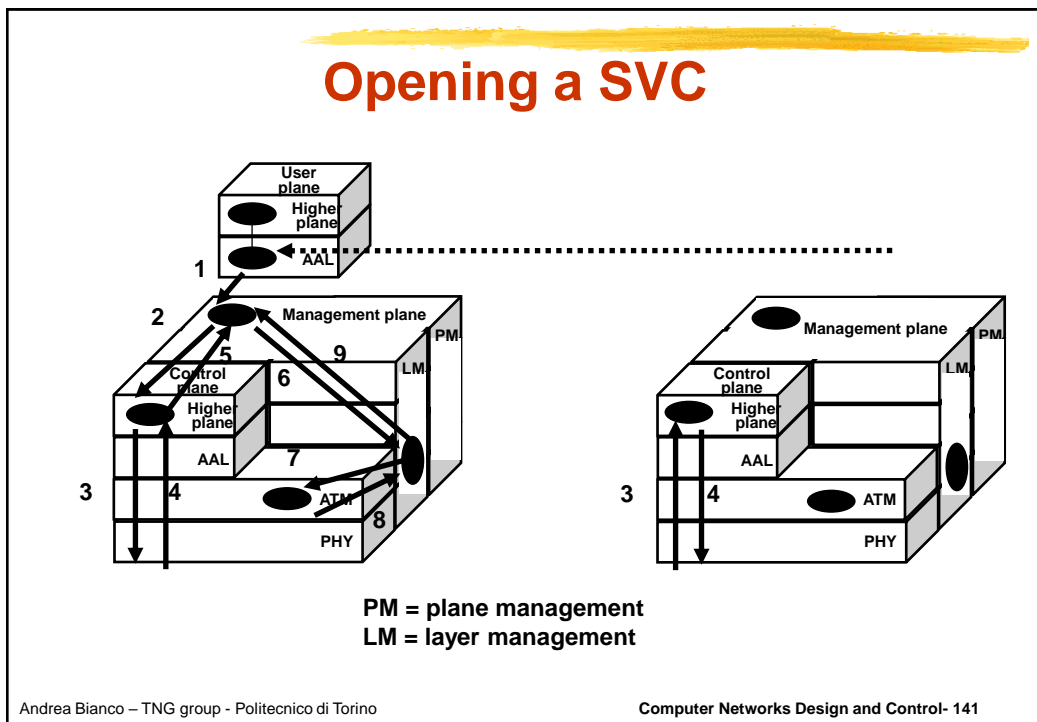 Opening a SVC
User
plane
Higher
plane
AAL
1
2
Management plane
PM
5
9
LM
6
Control
plane
Higher
plane
AAL
7
3
4
ATM
8
PHY
Management plane
PM
LM
Control
plane
Higher
plane
AAL
3
4
ATM
PHY
PM = plane management
LM = layer management
Andrea Bianco – TNG group - Politecnico di Torino
Computer Networks Design and Control- 141